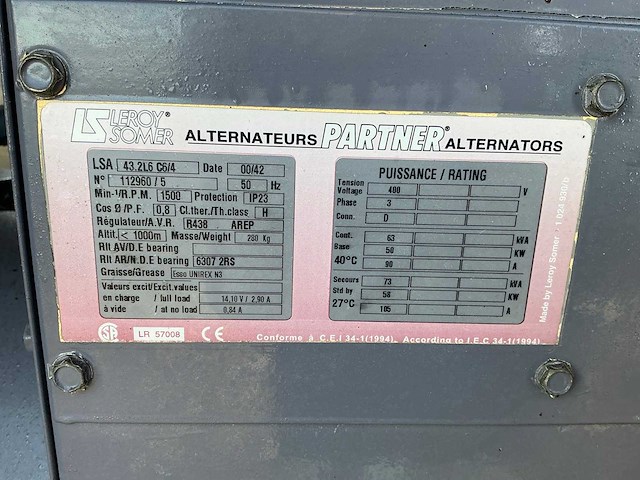 LS LEROY® SOMER ALTERNATEURS PARTNER® ALTERNATORS
LSA 43.2L6 C6/4 Date 00/42
N° 112960 / 5 50 Hz
Min-¹/R.P.M. 1500 Protection IP23
Cos Ø /P.F. 0,8 Cl.ther./Th.class H
Régulateur/A.V.R. R438 AREP
Altit. < 1000m Masse/Weight 280 Kg
Rlt AV/D.E bearing
Rlt AR/N.D.E bearing 6307 2RS
Graisse/Grease Esso UNIREX N3
Valeurs excit/Excit.values
en charge / full load 14,10 V / 2,90 A
à vide / at no load 0,84 A
PUISSANCE / RATING
Tension
Voltage 400 V
Phase 3
Conn. D
Cont. 63 kVA
Base 50 KW
40°C 90 A
Secours 73 kVA
Std by 58 KW
27°C 105 A
SA LR 57008 CE
Conforme à C.E.I 34-1(1994). According to I.E.C 34-1(1994).
Made by Leroy Somer